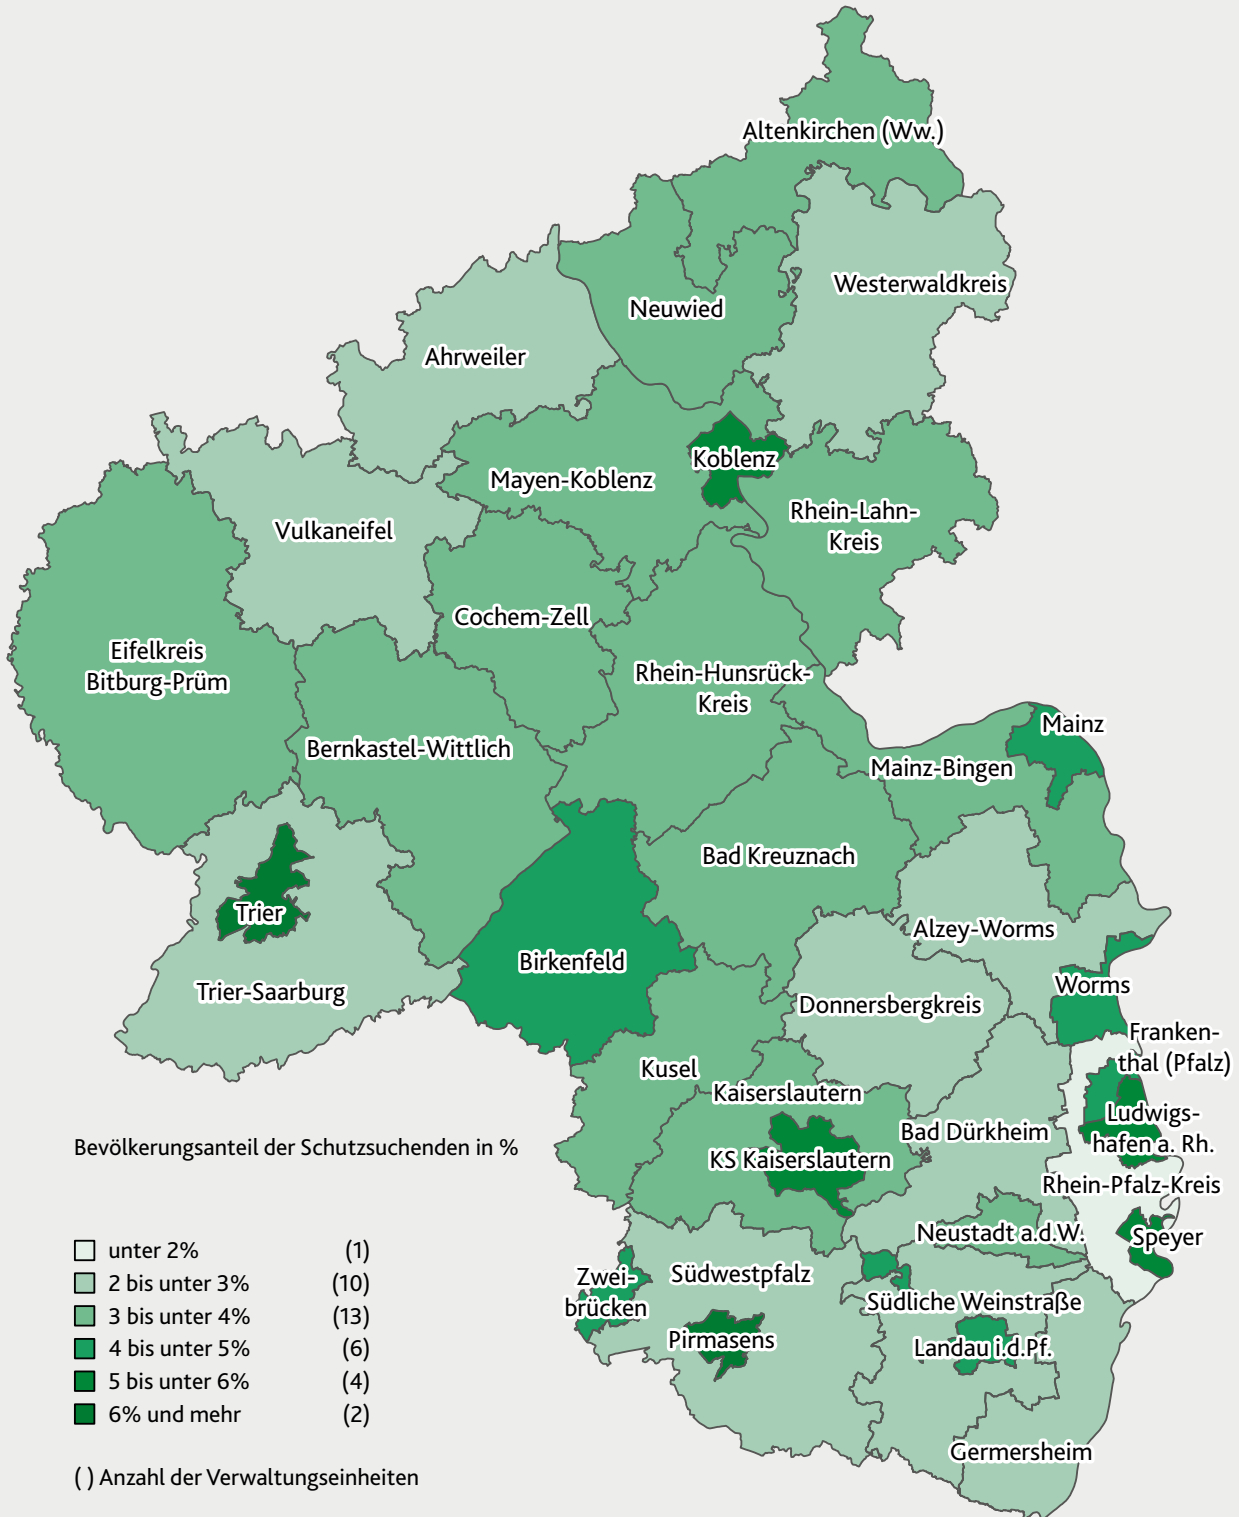 Altenkirchen (Ww.)
Westerwaldkreis
Neuwied
Ahrweiler
Koblenz
Mayen-Koblenz
Rhein-Lahn-
Kreis
Vulkaneifel
Cochem-Zell
Eifelkreis
Bitburg-Prüm
Rhein-Hunsrück-
Kreis
Mainz
Bernkastel-Wittlich
Mainz-Bingen
Bad Kreuznach
Trier
Alzey-Worms
Birkenfeld
Worms
Trier-Saarburg
Donnersbergkreis
Franken-
thal (Pfalz)
Kusel
Kaiserslautern
Ludwigs-
hafen a. Rh.
Bad Dürkheim
KS Kaiserslautern
Rhein-Pfalz-Kreis
Neustadt a.d.W.
Speyer
Zwei-
brücken
Südwestpfalz
Südliche Weinstraße
Pirmasens
Landau i.d.Pf.
Germersheim
Bevölkerungsanteil der Schutzsuchenden in %
unter 2% (1)
2 bis unter 3% (10)
3 bis unter 4% (13)
4 bis unter 5% (6)
5 bis unter 6% (4)
6% und mehr (2)
( ) Anzahl der Verwaltungseinheiten